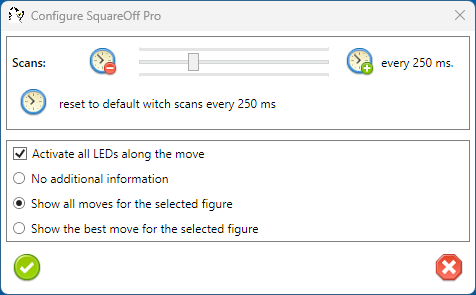 Configure SquareOff Pro
Scans: every 250 ms.
reset to default witch scans every 250 ms
Activate all LEDs along the move
No additional information
Show all moves for the selected figure
Show the best move for the selected figure